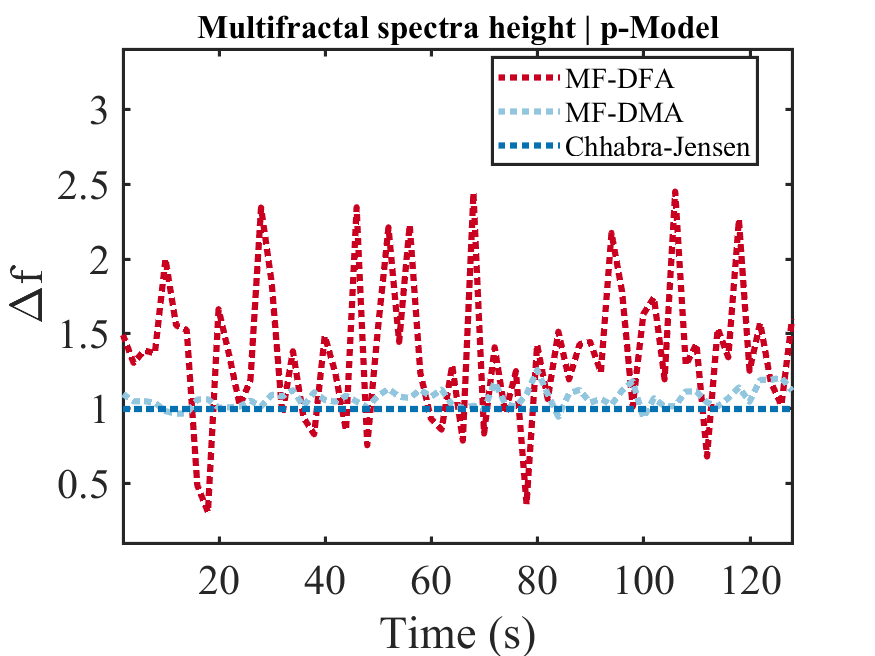 Multifractal spectra height | p-Model
MF-DFA
MF-DMA
Chhabra-Jensen
3
2.5
2
1.5
1
0.5
Δf
20 40 60 80 100 120
Time (s)